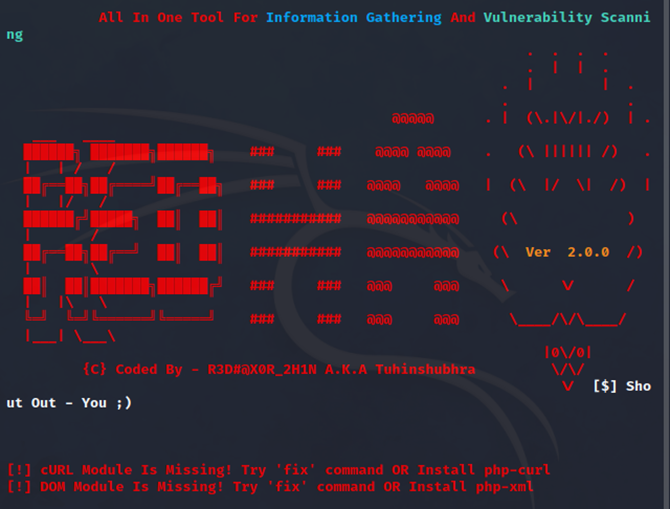 All In One Tool For Information Gathering And Vulnerability Scanni
ng
RED HAWK
Ver 2.0.0
{C} Coded By - R3D#@X0R_2H1N A.K.A Tuhinshubhra
[$] Sho
ut Out - You ;)
[!] cURL Module Is Missing! Try 'fix' command OR Install php-curl
[!] DOM Module Is Missing! Try 'fix' command OR Install php-xml